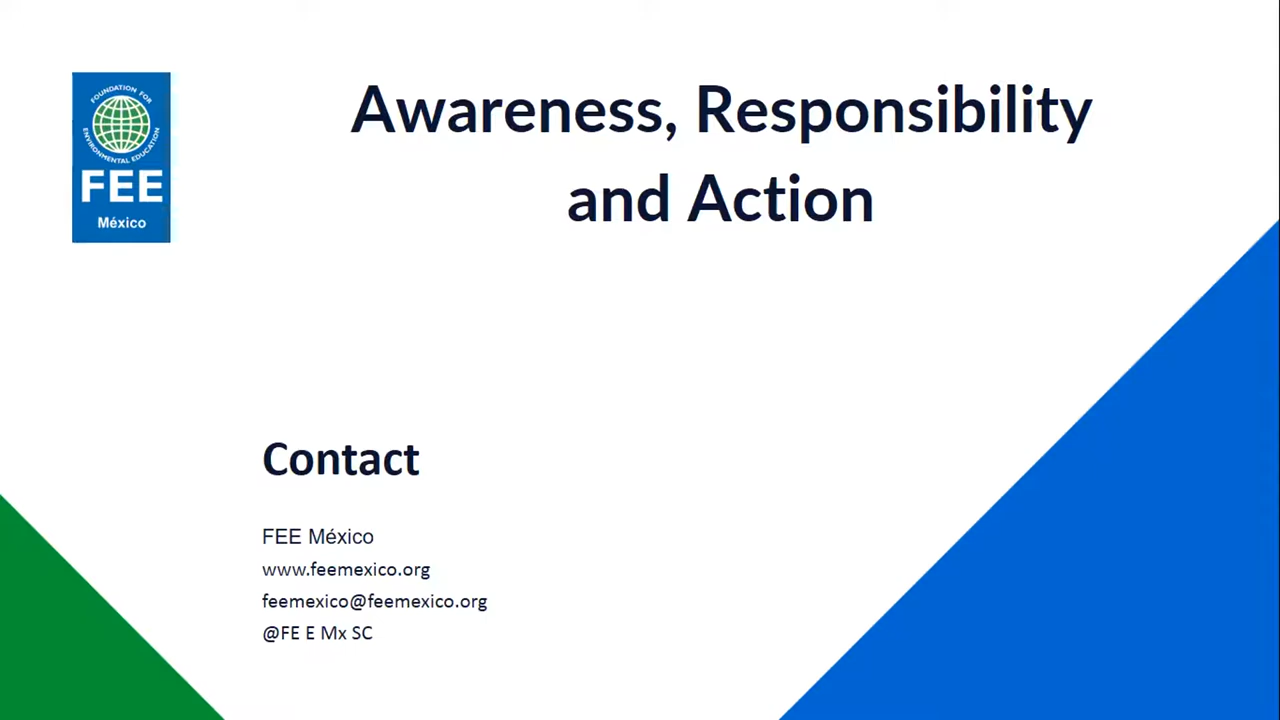 FOUNDATION FOR
ENVIRONMENTAL EDUCATION
FEE
México
Awareness, Responsibility
and Action
Contact
FEE México
www.feemexico.org
feemexico@feemexico.org
@FE E Mx SC